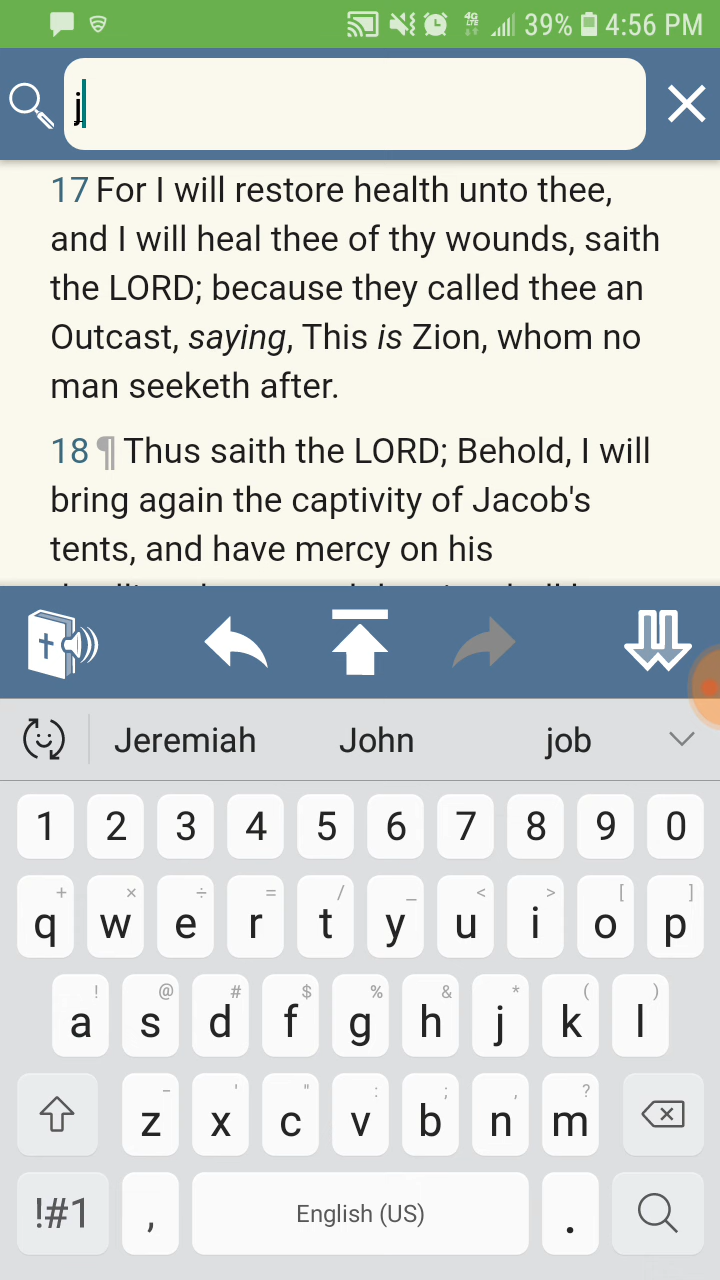 4G LTE 39% 4:56 PM
j
17 For I will restore health unto thee,
and I will heal thee of thy wounds, saith
the LORD; because they called thee an
Outcast, saying, This is Zion, whom no
man seeketh after.
18 ¶ Thus saith the LORD; Behold, I will
bring again the captivity of Jacob's
tents, and have mercy on his
Jeremiah John job
1 2 3 4 5 6 7 8 9 0
+ × ÷ = / _ < > [ ]
q w e r t y u i o p
! @ # $ % & * ( )
a s d f g h j k l
- ' " : ; , ?
z x c v b n m
!#1 , English (US) .